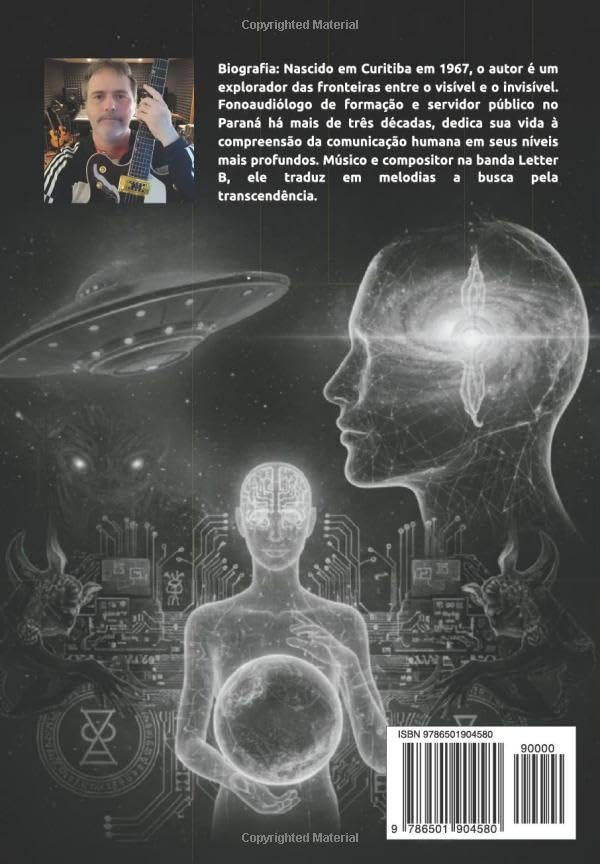 Copyrighted Material
Biografia: Nascido em Curitiba em 1967, o autor é um
explorador das fronteiras entre o visível e o invisível.
Fonoaudiólogo de formação e servidor público no
Paraná há mais de três décadas, dedica sua vida à
compreensão da comunicação humana em seus níveis
mais profundos. Músico e compositor na banda Letter
B, ele traduz em melodias a busca pela
transcendência.
ISBN 9786501904580
90000
9 786501 904580
Copyrighted Material